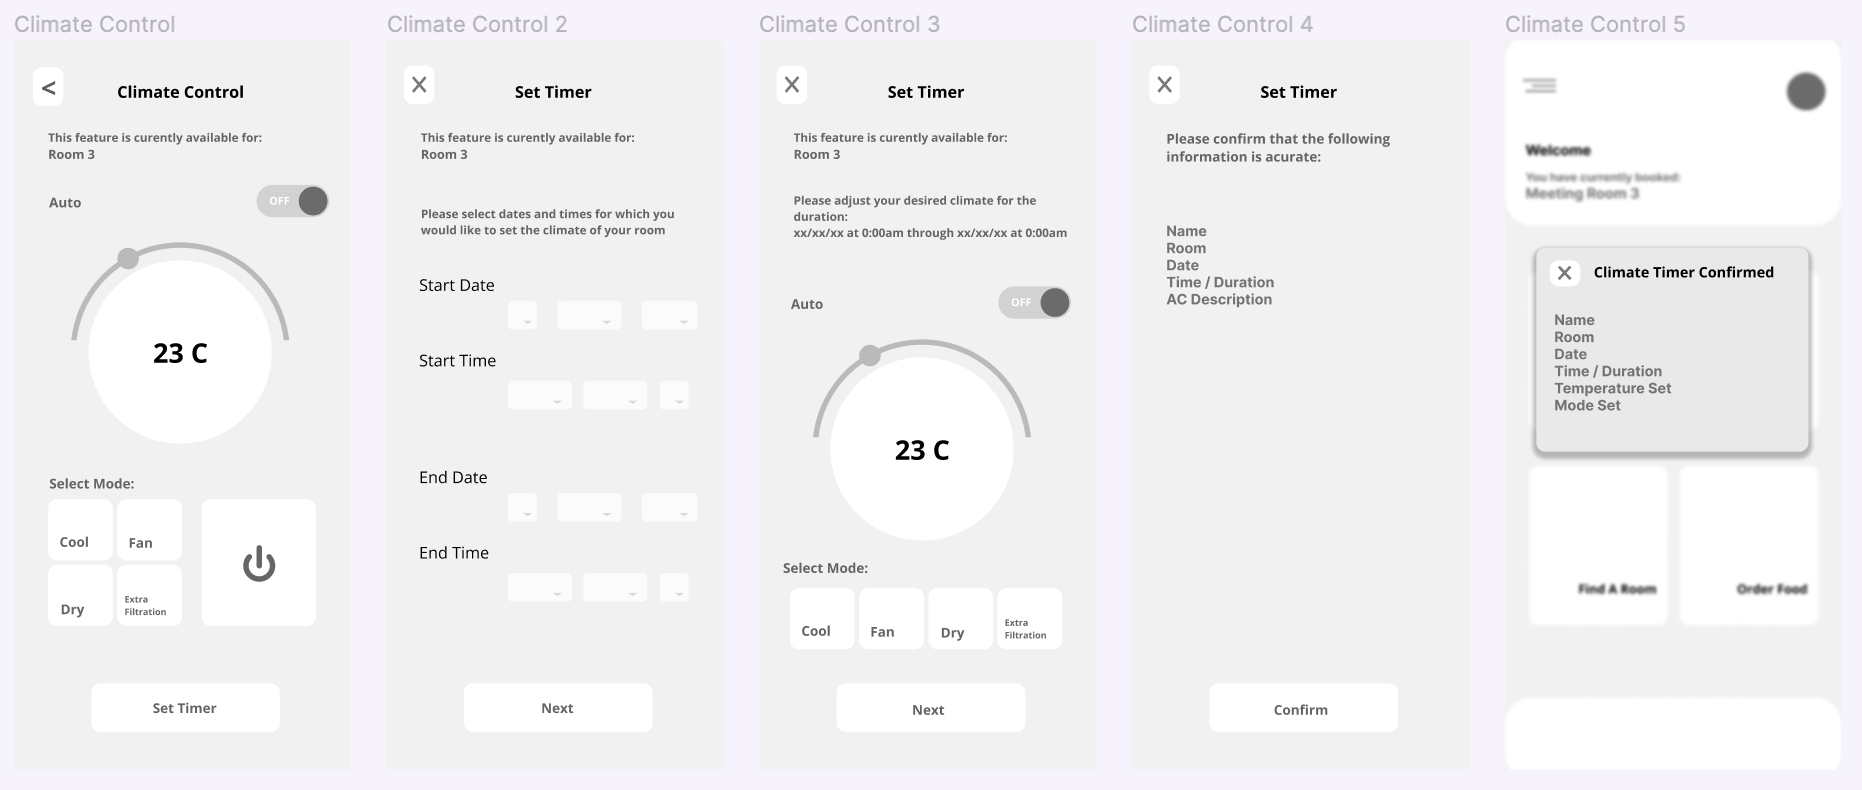 Climate Control
<
Climate Control
This feature is curently available for:
Room 3
Auto
OFF
23 C
Select Mode:
Cool
Fan
Dry
Extra
Filtration
Set Timer
Climate Control 2
X
Set Timer
This feature is curently available for:
Room 3
Please select dates and times for which you
would like to set the climate of your room
Start Date
Start Time
End Date
End Time
Next
Climate Control 3
X
Set Timer
This feature is curently available for:
Room 3
Please adjust your desired climate for the
duration:
xx/xx/xx at 0:00am through xx/xx/xx at 0:00am
Auto
OFF
23 C
Select Mode:
Cool
Fan
Dry
Extra
Filtration
Next
Climate Control 4
X
Set Timer
Please confirm that the following
information is acurate:
Name
Room
Date
Time / Duration
AC Description
Confirm
Climate Control 5
Welcome
You have currently booked:
Meeting Room 3
X
Climate Timer Confirmed
Name
Room
Date
Time / Duration
Temperature Set
Mode Set
Find A Room
Order Food